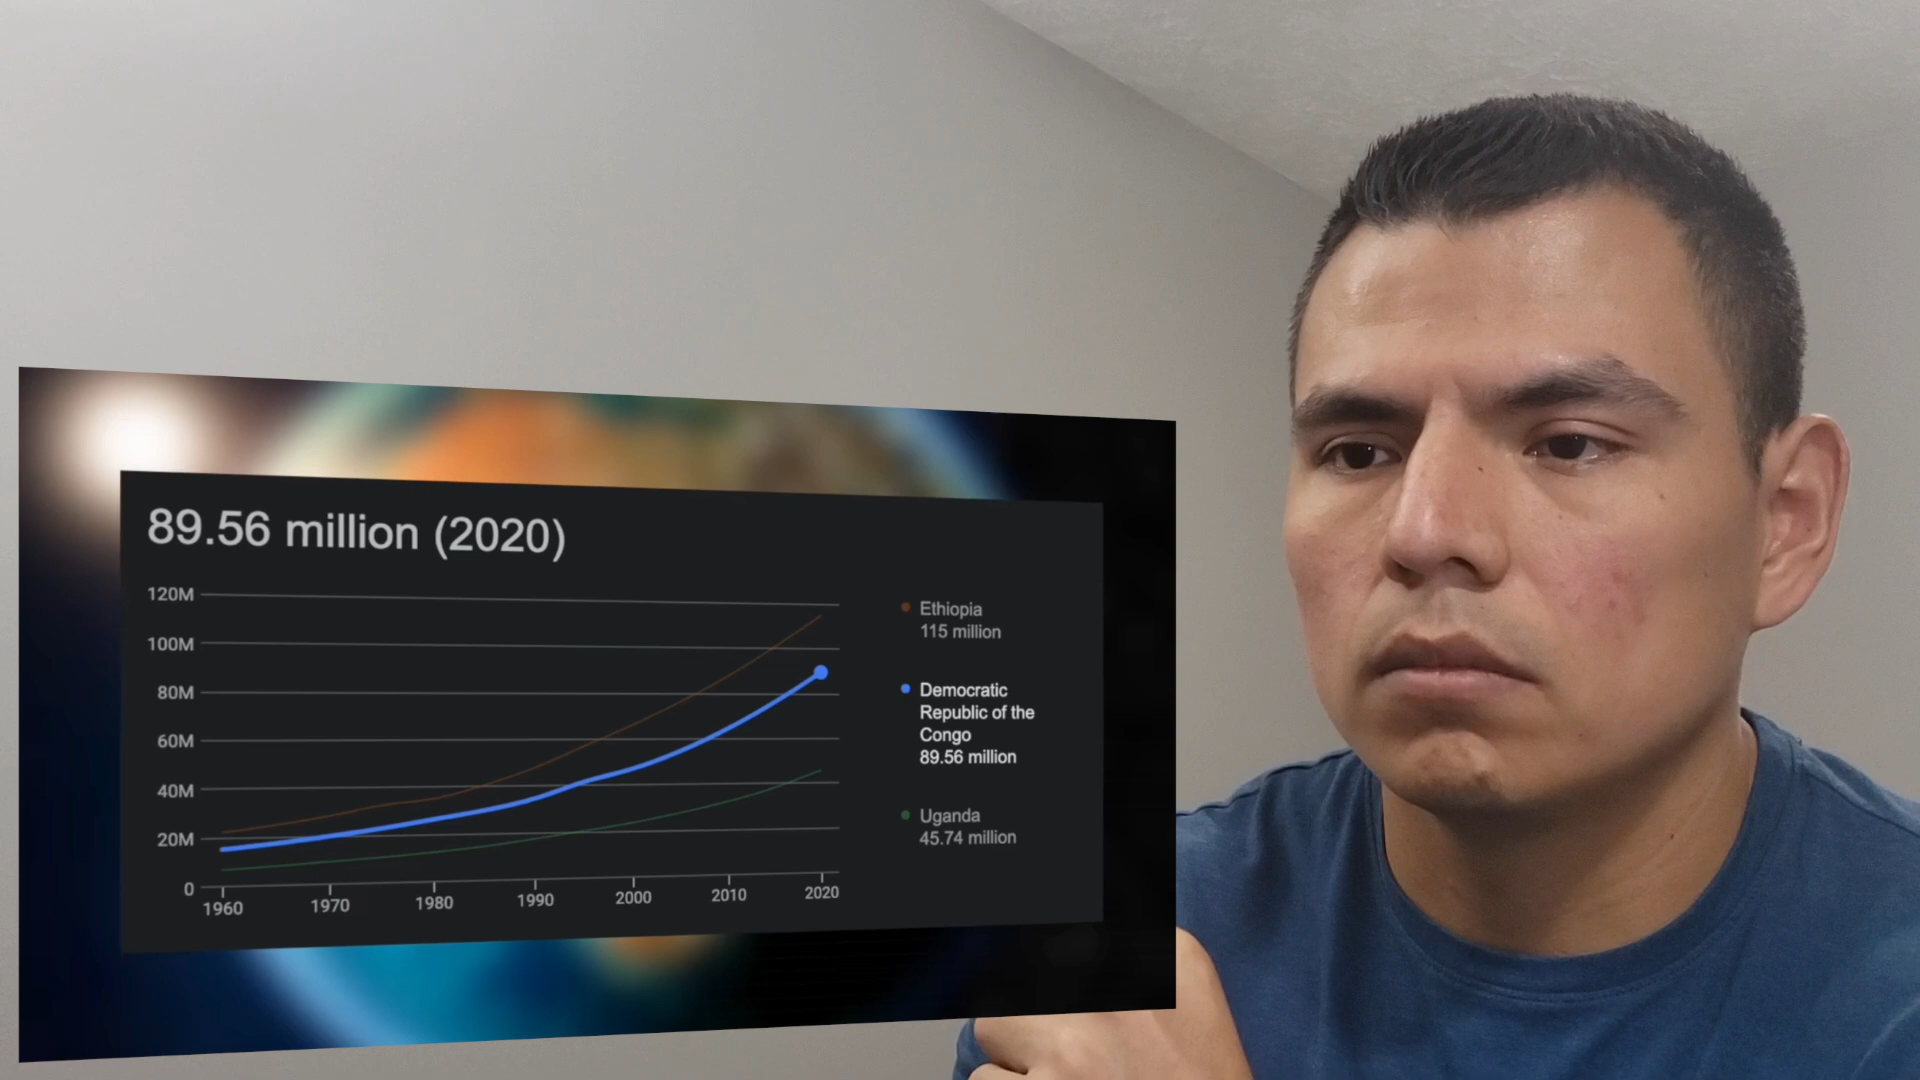 89.56 million (2020)
120M
100M
80M
60M
40M
20M
0
1960 1970 1980 1990 2000 2010 2020
Ethiopia
115 million
Democratic
Republic of the
Congo
89.56 million
Uganda
45.74 million